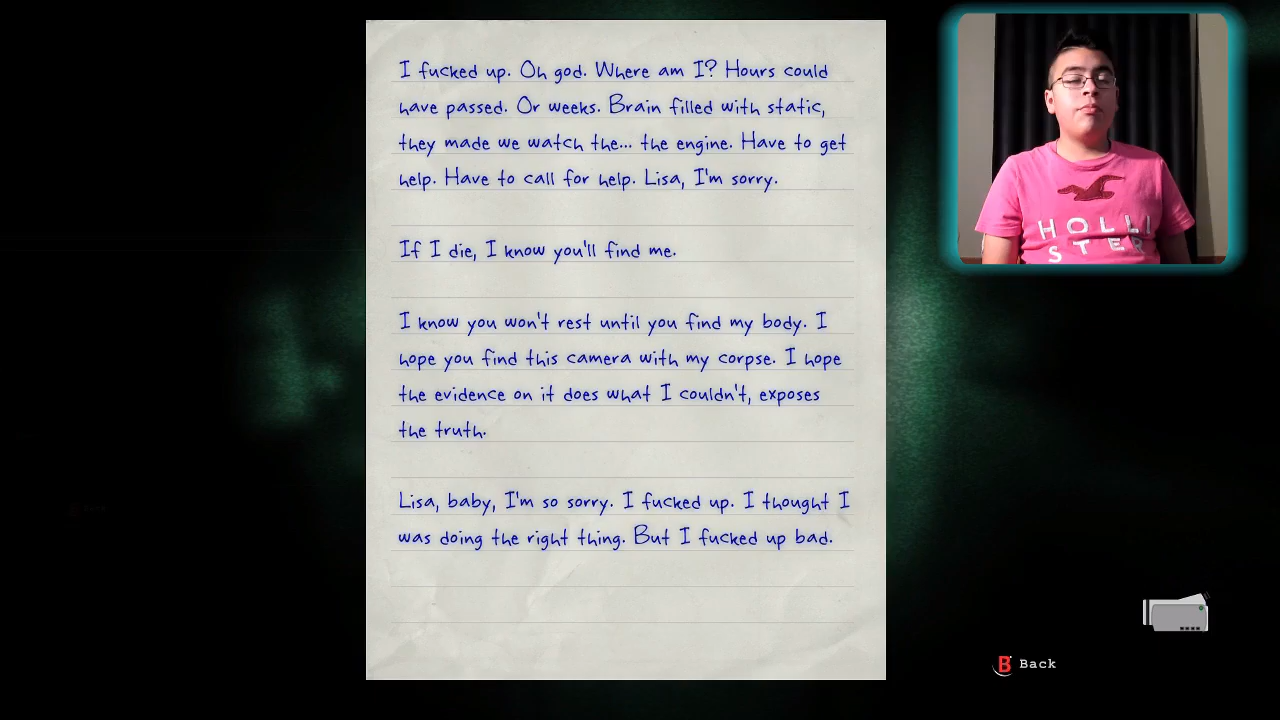 I fucked up. Oh god. Where am I? Hours could
have passed. Or weeks. Brain filled with static,
they made we watch the... the engine. Have to get
help. Have to call for help. Lisa, I'm sorry.
If I die, I know you'll find me.
I know you won't rest until you find my body. I
hope you find this camera with my corpse. I hope
the evidence on it does what I couldn't, exposes
the truth.
Lisa, baby, I'm so sorry. I fucked up. I thought I
was doing the right thing. But I fucked up bad.
HOLLI
STER
B Back